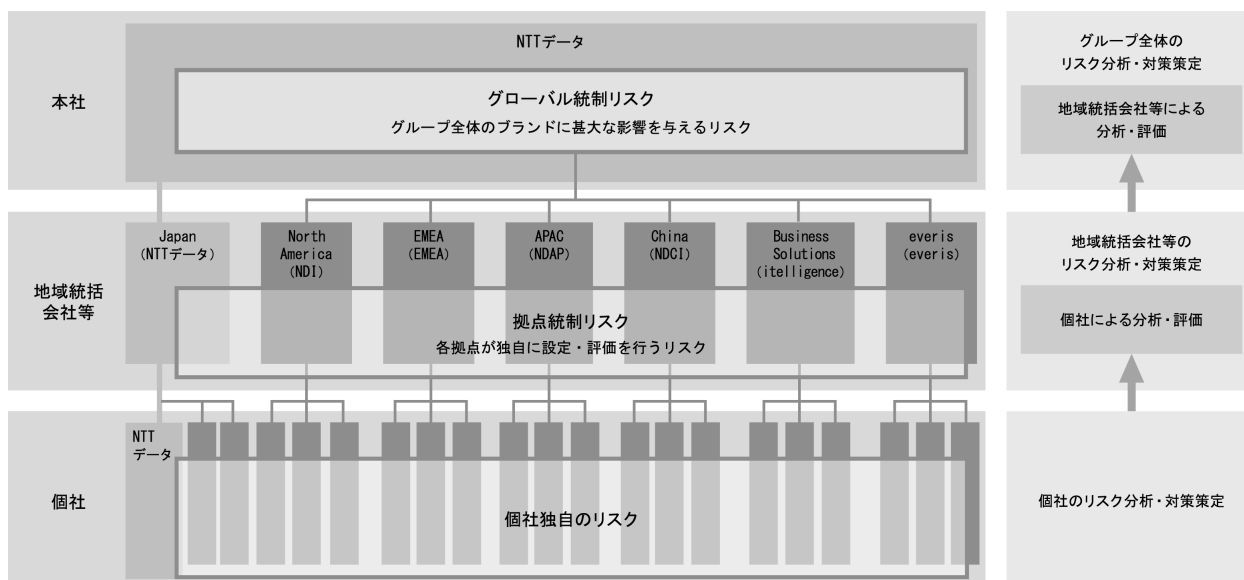 本社
NTTデータ
グローバル統制リスク
グループ全体のブランドに甚大な影響を与えるリスク
グループ全体の
リスク分析・対策策定
地域統括会社等による
分析・評価
地域統括
会社等
Japan
(NTTデータ)
North
America
(NDI)
EMEA
(EMEA)
APAC
(NDAP)
China
(NDCI)
Business
Solutions
(itelligence)
everis
(everis)
拠点統制リスク
各拠点が独自に設定・評価を行うリスク
地域統括会社等の
リスク分析・対策策定
個社による分析・評価
個社
NTT
データ
個社独自のリスク
個社のリスク分析・対策策定